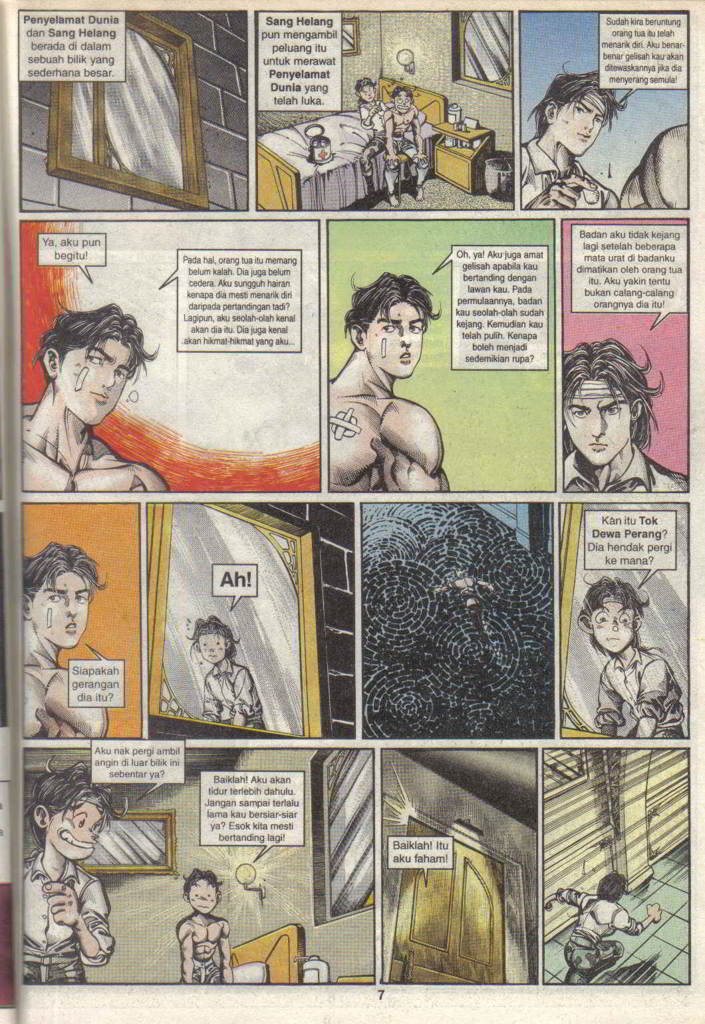 Penyelamat Dunia
dan Sang Helang
berada di dalam
sebuah bilik yang
sederhana besar.
Sang Helang
pun mengambil
peluang itu
untuk merawat
Penyelamat
Dunia yang
telah luka.
Sudah kira beruntung
orang tua itu telah
menarik diri. Aku benar-
benar gelisah kau akan
ditewaskannya jika dia
menyerang semula!
Ya, aku pun
begitu!
Pada hal, orang tua itu memang
belum kalah. Dia juga belum
cedera. Aku sungguh hairan
kenapa dia mesti menarik diri
daripada pertandingan tadi?
Lagipun, aku seolah-olah kenal
akan dia itu. Dia juga kenal
akan hikmat-hikmat yang aku...
Oh, ya! Aku juga amat
gelisah apabila kau
bertanding dengan
lawan kau. Pada
permulaannya, badan
kau seolah-olah sudah
kejang. Kemudian kau
telah pulih. Kenapa
boleh menjadi
sedemikian rupa?
Badan aku tidak kejang
lagi setelah beberapa
mata urat di badanku
dimatikan oleh orang tua
itu. Aku yakin tentu
bukan calang-calang
orangnya dia itu!
Siapakah
gerangan
dia itu?
Ah!
Kan itu Tok
Dewa Perang?
Dia hendak pergi
ke mana?
Aku nak pergi ambil
angin di luar bilik ini
sebentar ya?
Baiklah! Aku akan
tidur terlebih dahulu.
Jangan sampai terlalu
lama kau bersiar-siar
ya? Esok kita mesti
bertanding lagi!
Baiklah! Itu
aku faham!
7